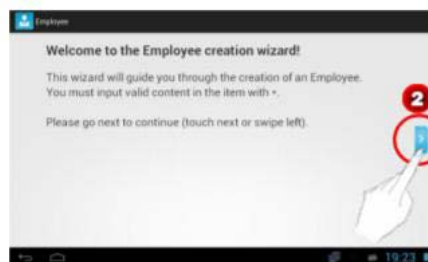 Employee
Welcome to the Employee creation wizard!
This wizard will guide you through the creation of an Employee.
You must input valid content in the item with *.
Please go next to continue (touch next or swipe left).
2
19:23